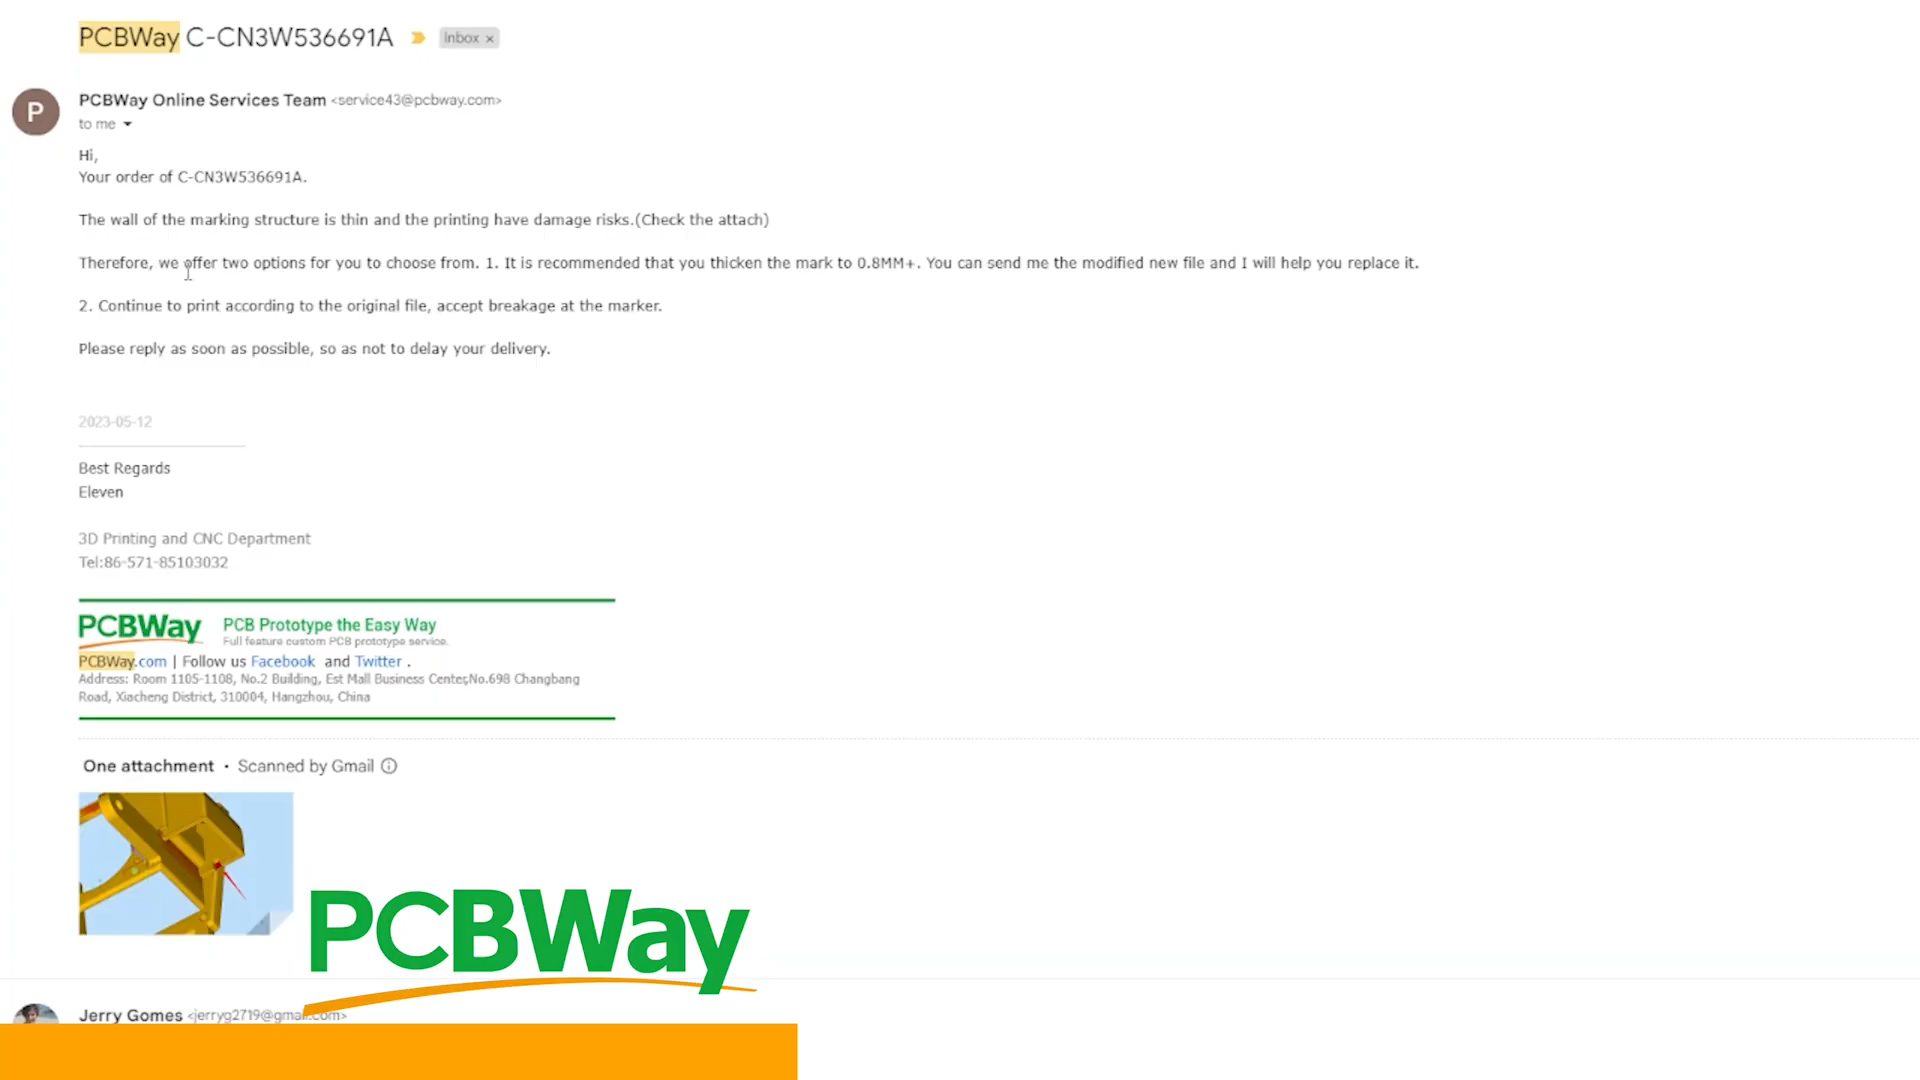 PCBWay C-CN3W536691A Inbox ×
P
PCBWay Online Services Team <service43@pcbway.com>
to me
Hi,
Your order of C-CN3W536691A.
The wall of the marking structure is thin and the printing have damage risks.(Check the attach)
Therefore, we offer two options for you to choose from. 1. It is recommended that you thicken the mark to 0.8MM+. You can send me the modified new file and I will help you replace it.
2. Continue to print according to the original file, accept breakage at the marker.
Please reply as soon as possible, so as not to delay your delivery.
2023-05-12
Best Regards
Eleven
3D Printing and CNC Department
Tel:86-571-85103032
PCBWay PCB Prototype the Easy Way
Full feature custom PCB prototype service.
PCBWay.com | Follow us Facebook and Twitter .
Address: Room 1105-1108, No.2 Building, Est Mall Business Center,No.698 Changbang
Road, Xiacheng District, 310004, Hangzhou, China
One attachment • Scanned by Gmail
PCBWay
Jerry Gomes <jerryg2719@gmail.com>